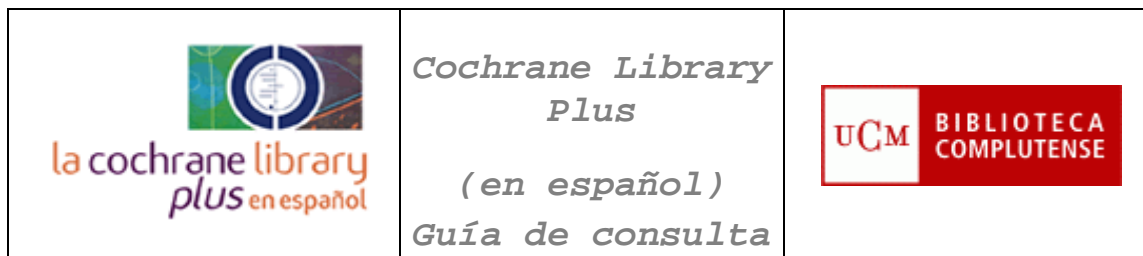 la cochrane library
plus en español
Cochrane Library
Plus
(en español)
Guía de consulta
UCM
BIBLIOTECA
COMPLUTENSE